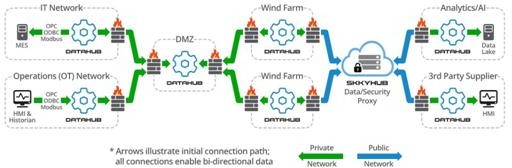 IT Network
MES
OPC
ODBC
Modbus
DATAHUB
Operations (OT) Network
HMI &
Historian
OPC
ODBC
Modbus
DATAHUB
DMZ
DATAHUB
Wind Farm
DATAHUB
Wind Farm
DATAHUB
SKKYHUB
Data/Security
Proxy
Analytics/AI
DATAHUB
Data
Lake
3rd Party Supplier
DATAHUB
HMI
* Arrows illustrate initial connection path;
all connections enable bi-directional data
Private
Network
Public
Network